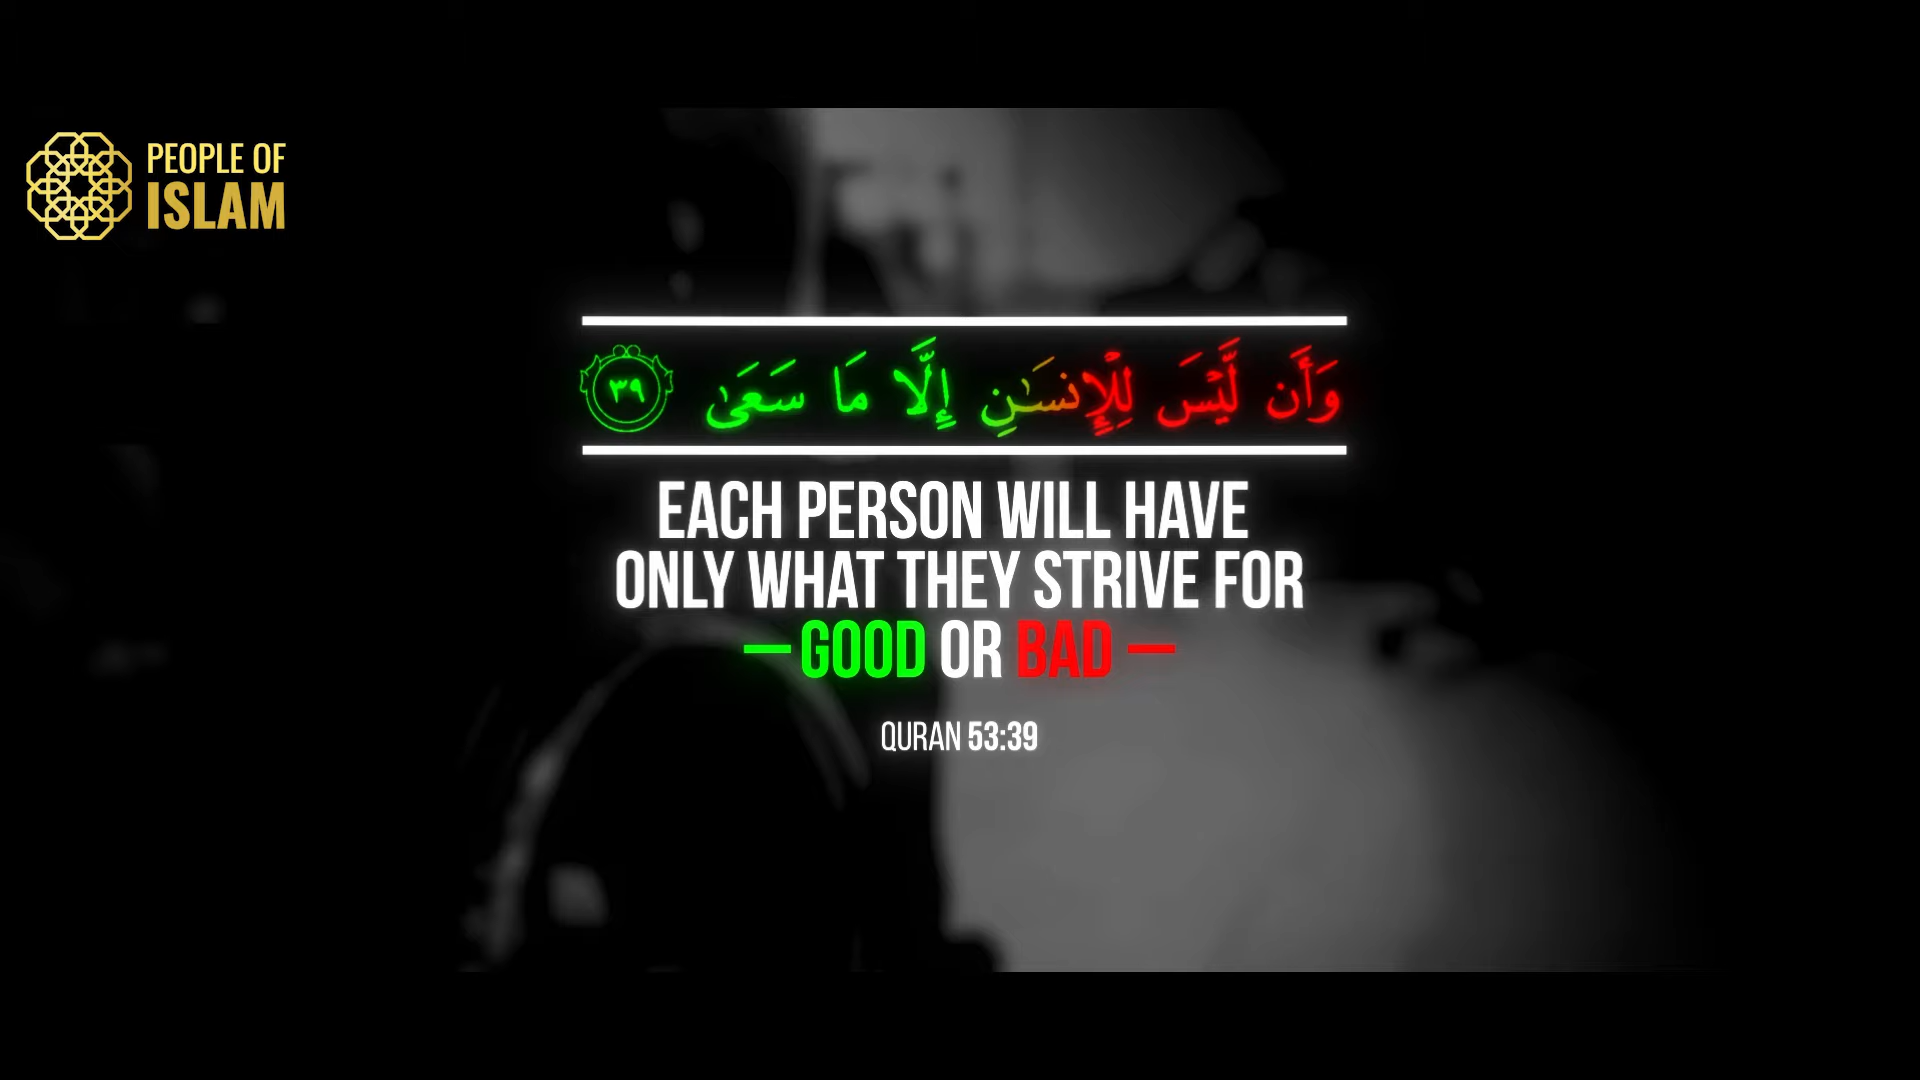 PEOPLE OF
ISLAM
وَأَن لَّيْسَ لِلْإِنسَـٰنِ إِلَّا مَا سَعَىٰ ٣٩
EACH PERSON WILL HAVE
ONLY WHAT THEY STRIVE FOR
— GOOD OR BAD —
QURAN 53:39